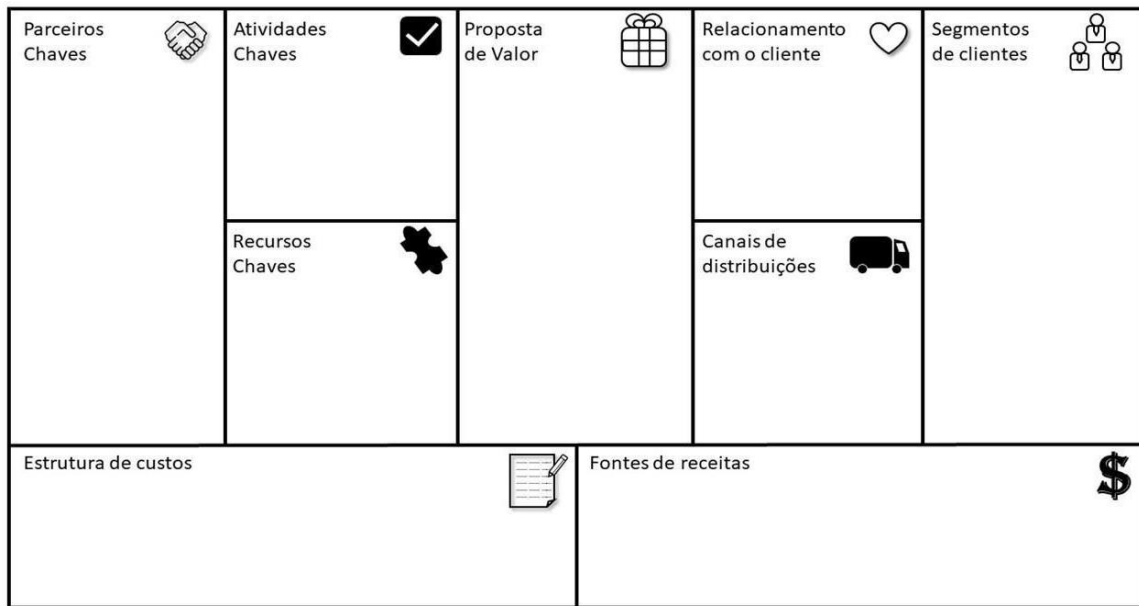 Parceiros
Chaves
Atividades
Chaves
Proposta
de Valor
Relacionamento
com o cliente
Segmentos
de clientes
Recursos
Chaves
Canais de
distribuições
Estrutura de custos
Fontes de receitas
$